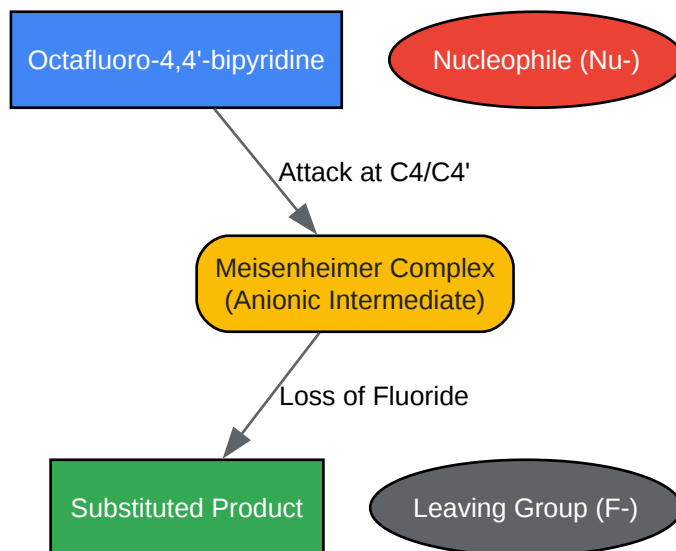 Octafluoro-4,4'-bipyridine
Nucleophile (Nu-)
Attack at C4/C4'
Meisenheimer Complex
(Anionic Intermediate)
Loss of Fluoride
Substituted Product
Leaving Group (F-)